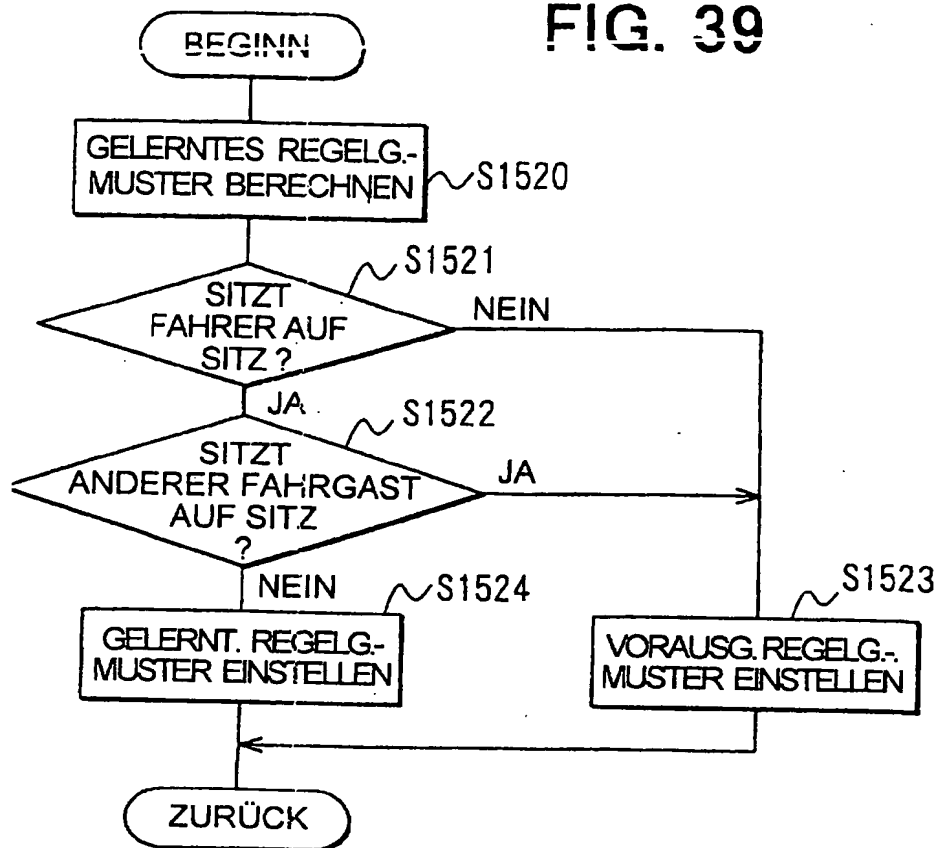 FIG. 39
BEGINN
GELERNTES REGELG.-
MUSTER BERECHNEN
S1520
S1521
SITZT
FAHRER AUF
SITZ ?
NEIN
JA
S1522
SITZT
ANDERER FAHRGAST
AUF SITZ
?
JA
NEIN
S1524
GELERNT. REGELG.-
MUSTER EINSTELLEN
S1523
VORAUSG. REGELG.-
MUSTER EINSTELLEN
ZURÜCK